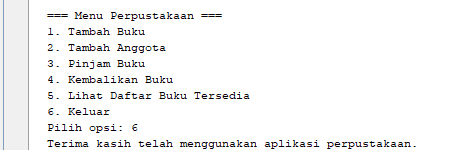 === Menu Perpustakaan ===
1. Tambah Buku
2. Tambah Anggota
3. Pinjam Buku
4. Kembalikan Buku
5. Lihat Daftar Buku Tersedia
6. Keluar
Pilih opsi: 6
Terima kasih telah menggunakan aplikasi perpustakaan.